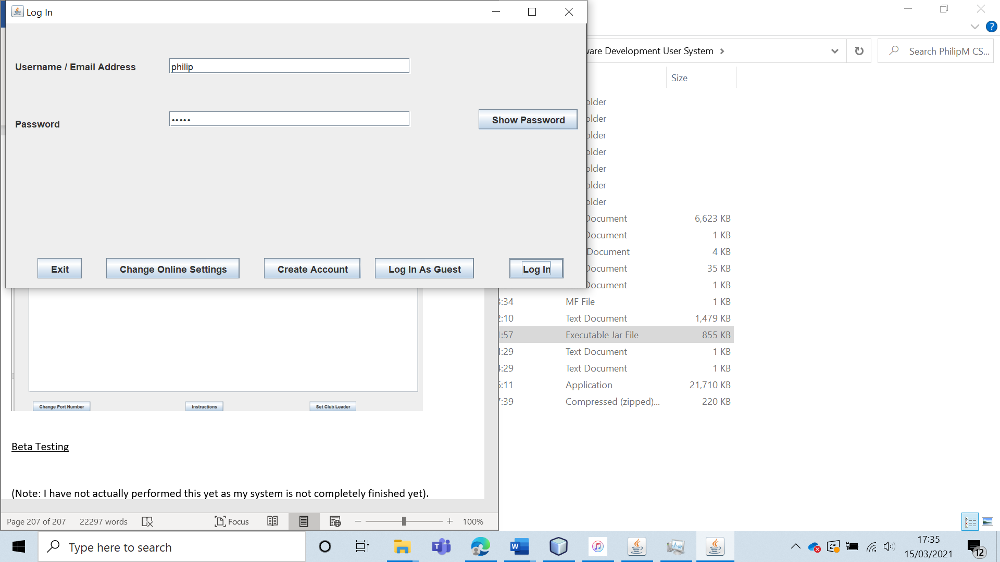 Log In
Username / Email Address
philip
Password
Show Password
Exit
Change Online Settings
Create Account
Log In As Guest
Log In
ware Development User System
Search PhilipM CS...
Size
older
older
older
older
older
older
older
Document 6,623 KB
Document 1 KB
Document 4 KB
Document 35 KB
Document 1 KB
:34 MF File 1 KB
2:10 Text Document 1,479 KB
:57 Executable Jar File 855 KB
4:29 Text Document 1 KB
4:29 Text Document 1 KB
:11 Application 21,710 KB
:39 Compressed (zipped)... 220 KB
Change Port Number
Instructions
Set Club Leader
Beta Testing
(Note: I have not actually performed this yet as my system is not completely finished yet).
Page 207 of 207
22297 words
Focus
100%
Type here to search
17:35
15/03/2021
12